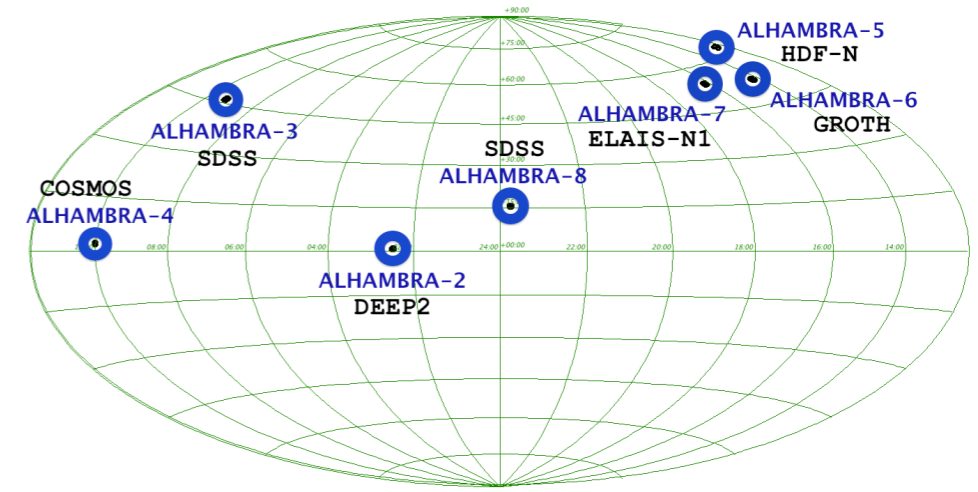 +90:00
ALHAMBRA-5
HDF-N
+75:00
+60:00
ALHAMBRA-6
GROTH
ALHAMBRA-7
ELAIS-N1
+45:00
ALHAMBRA-3
SDSS
SDSS
+30:00
ALHAMBRA-8
COSMOS
ALHAMBRA-4
08:00
06:00
04:00
24:00
+00:00
22:00
20:00
18:00
16:00
14:00
ALHAMBRA-2
DEEP2